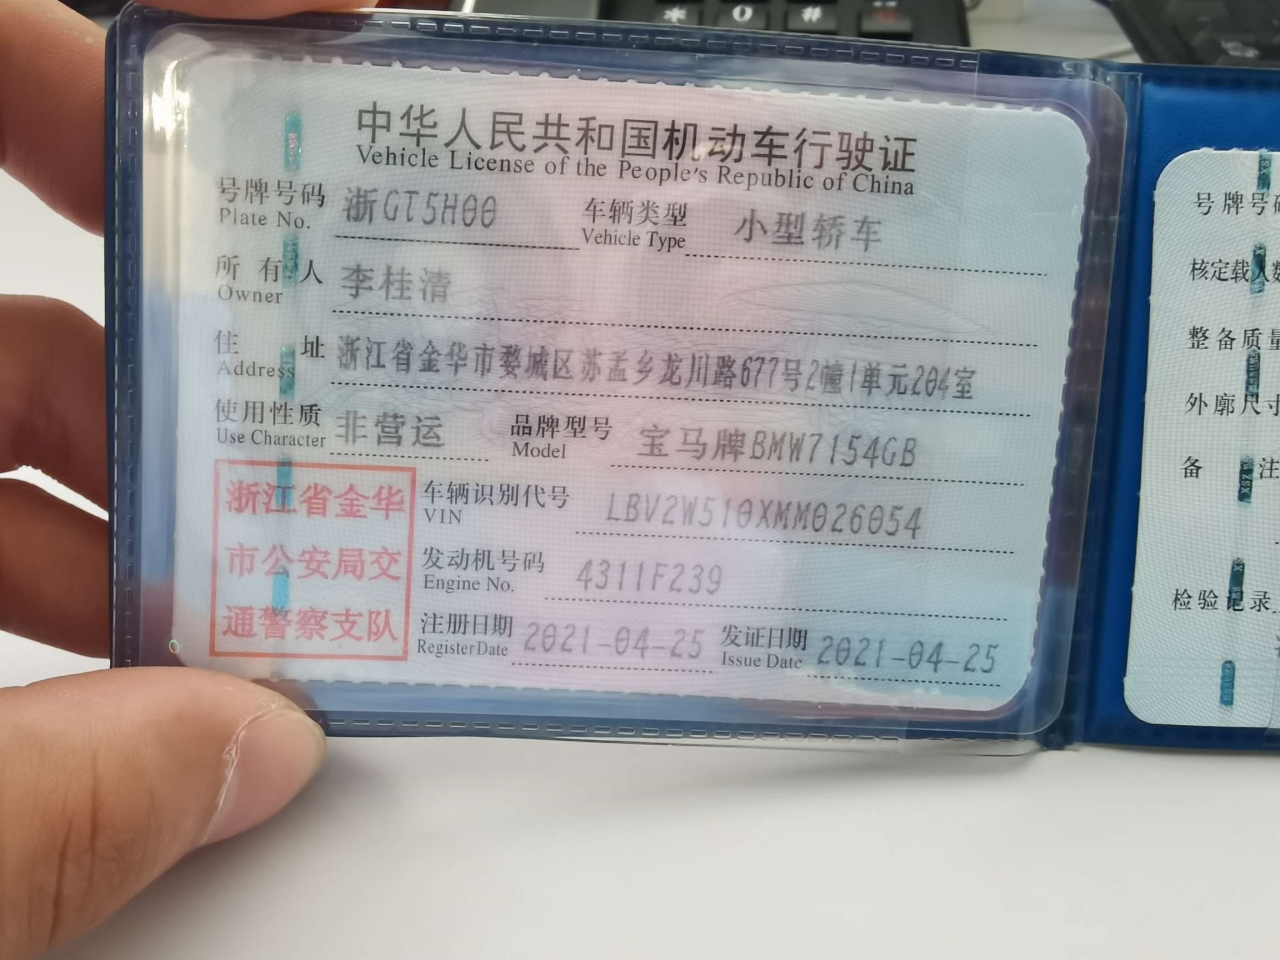 * 0 #
中华人民共和国机动车行驶证
Vehicle License of the People's Republic of China
号牌号码 浙GT5H00 车辆类型 小型轿车
Plate No. Vehicle Type
所有人 李桂清
Owner
住址 浙江省金华市婺城区苏孟乡龙川路677号2幢1单元204室
Address
使用性质 非营运 品牌型号 宝马牌BMW7154GB
Use Character Model
车辆识别代号 LBV2W510XMM026054
VIN
发动机号码 4311F239
Engine No.
注册日期 2021-04-25 发证日期 2021-04-25
Register Date Issue Date
浙江省金华
市公安局交
通警察支队
号牌号码
核定载人数
整备质量
外廓尺寸
备注
检验记录